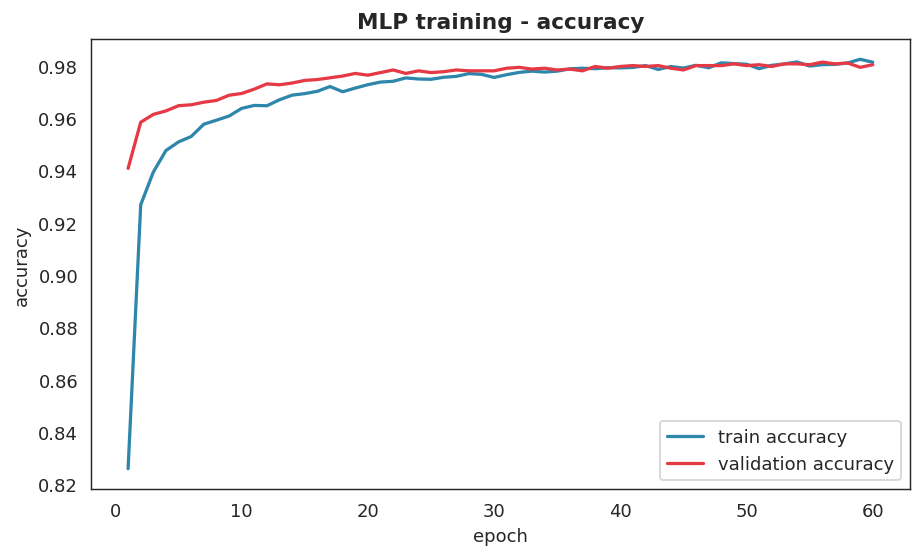 MLP training - accuracy
accuracy
0.98
0.96
0.94
0.92
0.90
0.88
0.86
0.84
0.82
train accuracy
validation accuracy
0 10 20 30 40 50 60
epoch